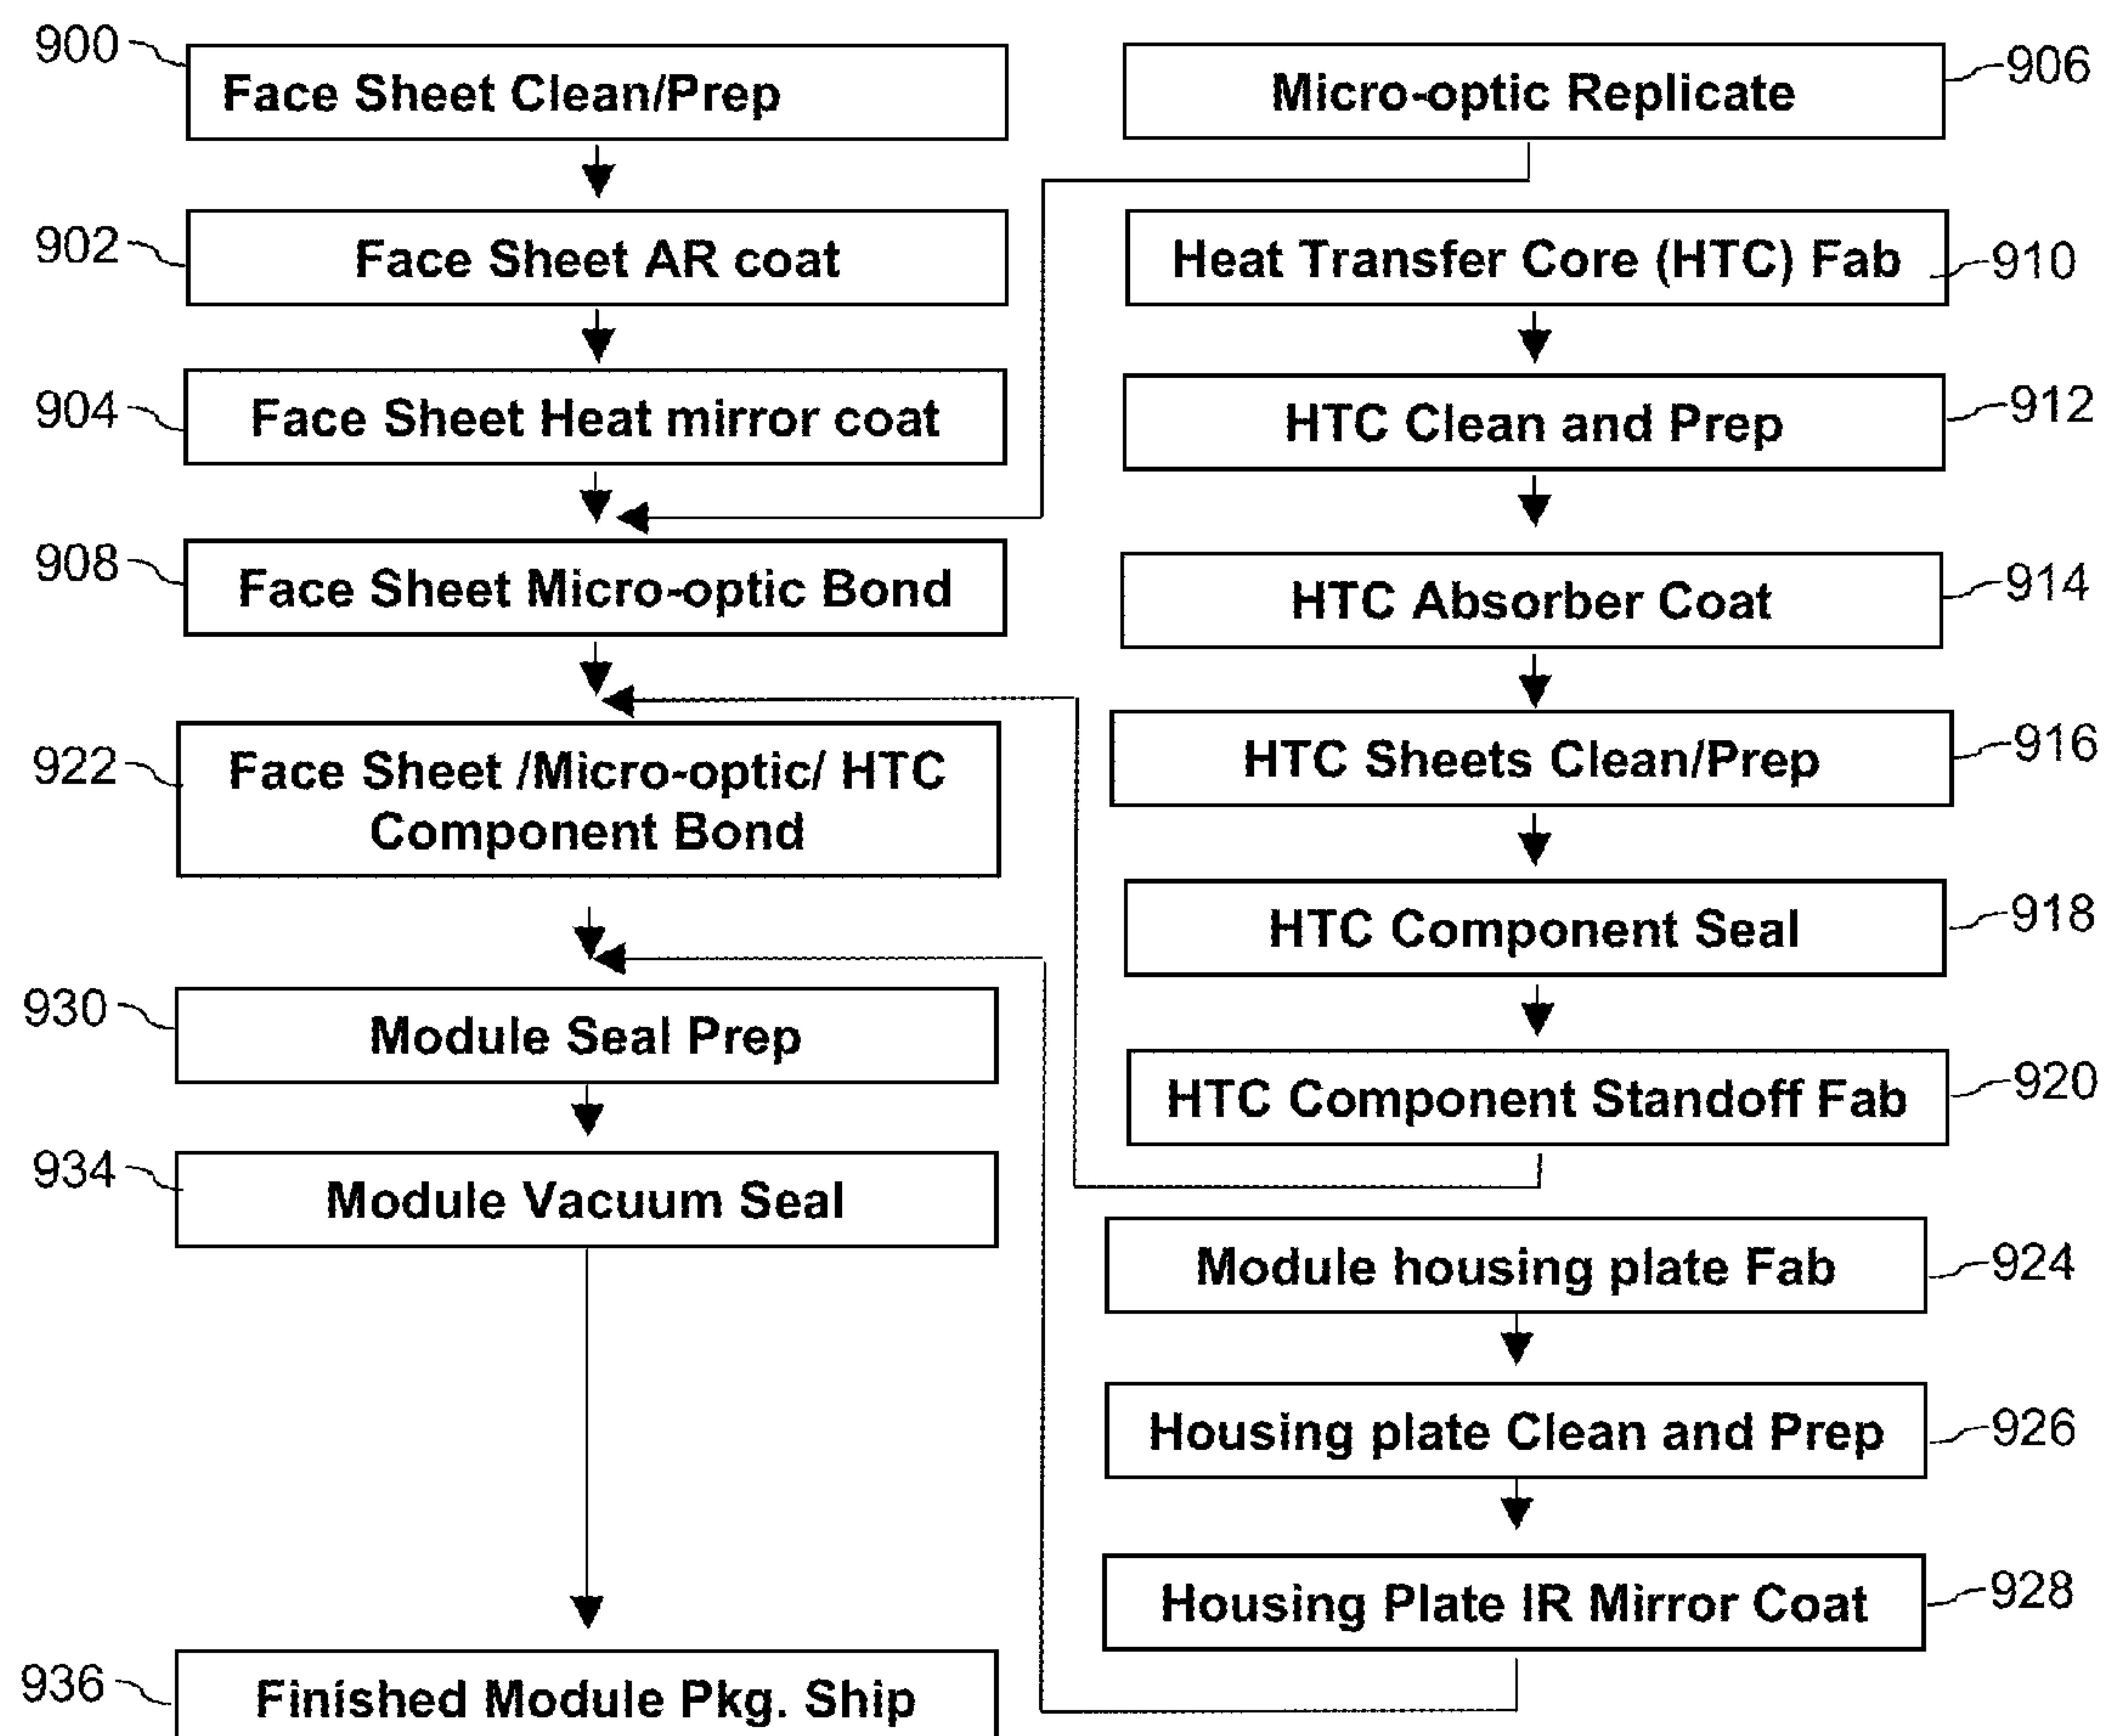 900
Face Sheet Clean/Prep
902
Face Sheet AR coat
904
Face Sheet Heat mirror coat
908
Face Sheet Micro-optic Bond
922
Face Sheet /Micro-optic/ HTC
Component Bond
930
Module Seal Prep
934
Module Vacuum Seal
936
Finished Module Pkg. Ship
Micro-optic Replicate
906
Heat Transfer Core (HTC) Fab
910
HTC Clean and Prep
912
HTC Absorber Coat
914
HTC Sheets Clean/Prep
916
HTC Component Seal
918
HTC Component Standoff Fab
920
Module housing plate Fab
924
Housing plate Clean and Prep
926
Housing Plate IR Mirror Coat
928